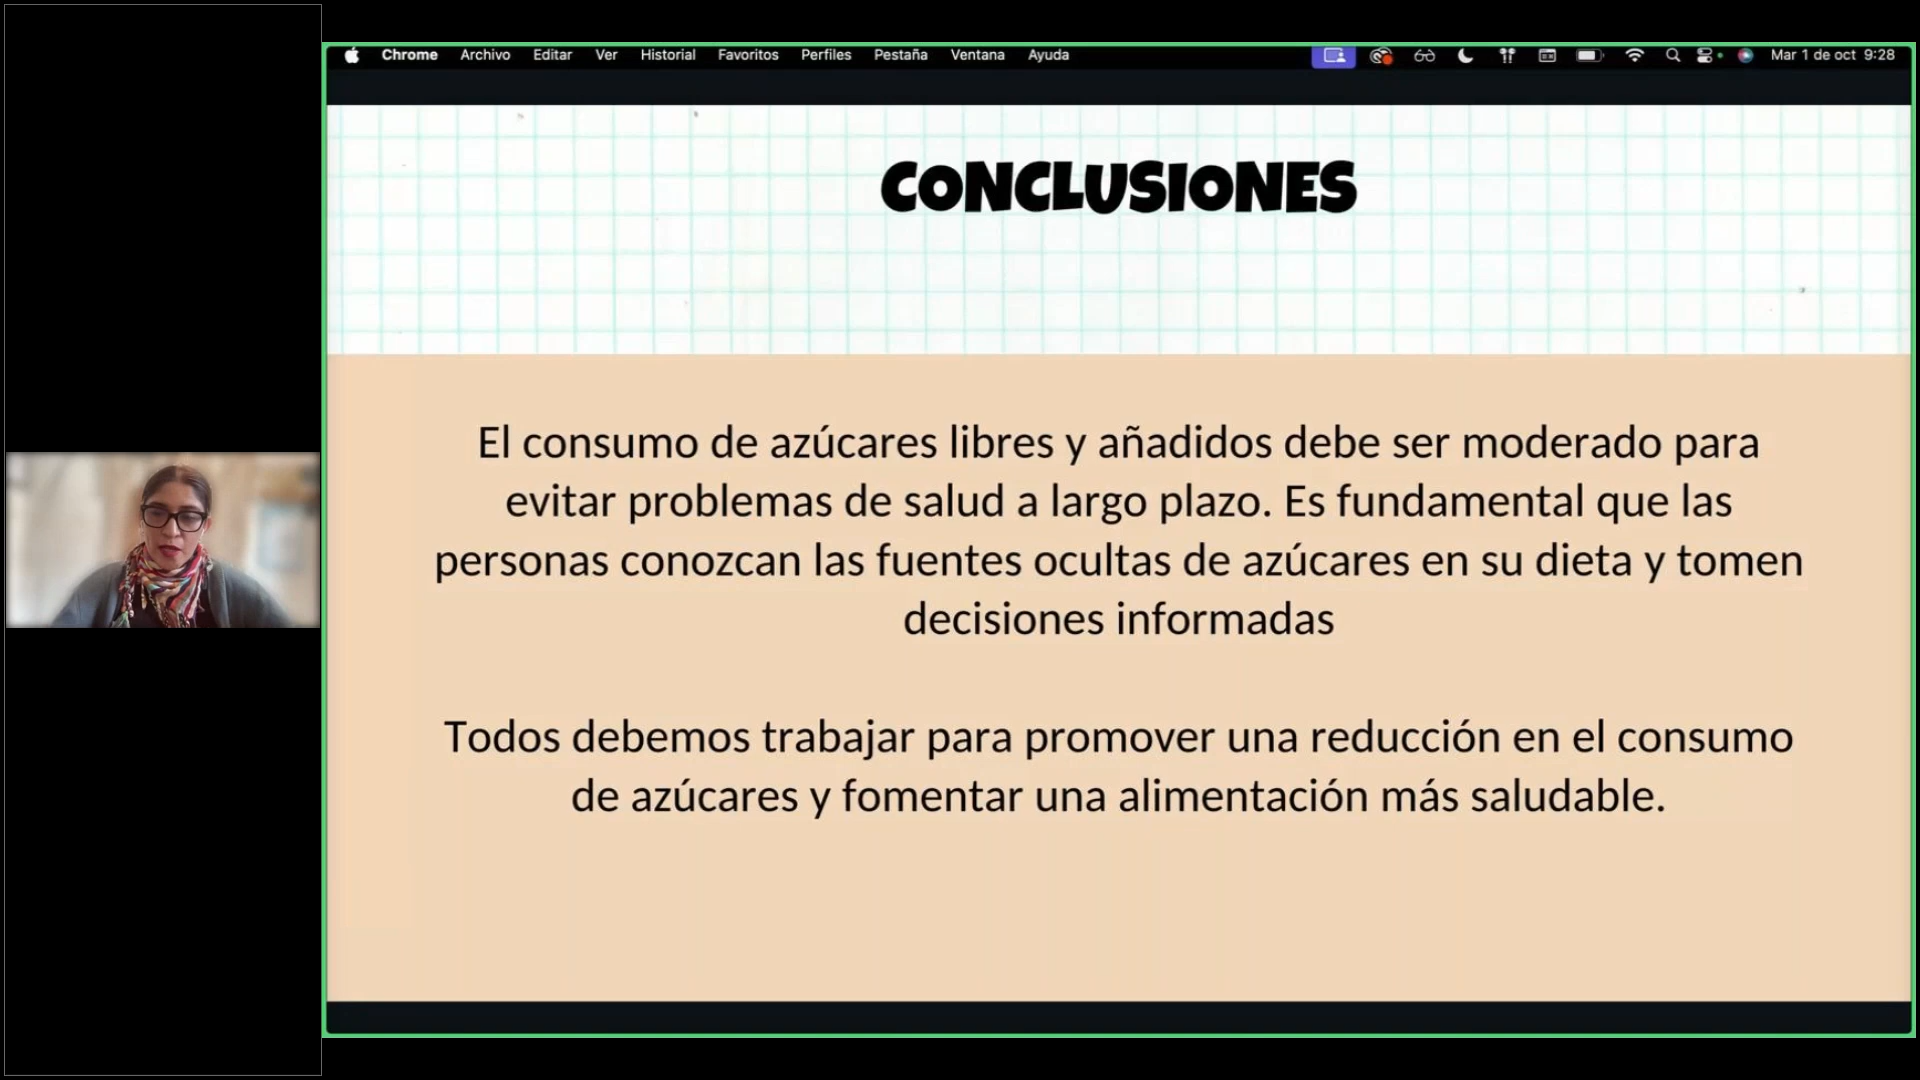 Chrome Archivo Editar Ver Historial Favoritos Perfiles Pestaña Ventana Ayuda Mar 1 de oct 9:28
CONCLUSIONES
El consumo de azúcares libres y añadidos debe ser moderado para
evitar problemas de salud a largo plazo. Es fundamental que las
personas conozcan las fuentes ocultas de azúcares en su dieta y tomen
decisiones informadas
Todos debemos trabajar para promover una reducción en el consumo
de azúcares y fomentar una alimentación más saludable.